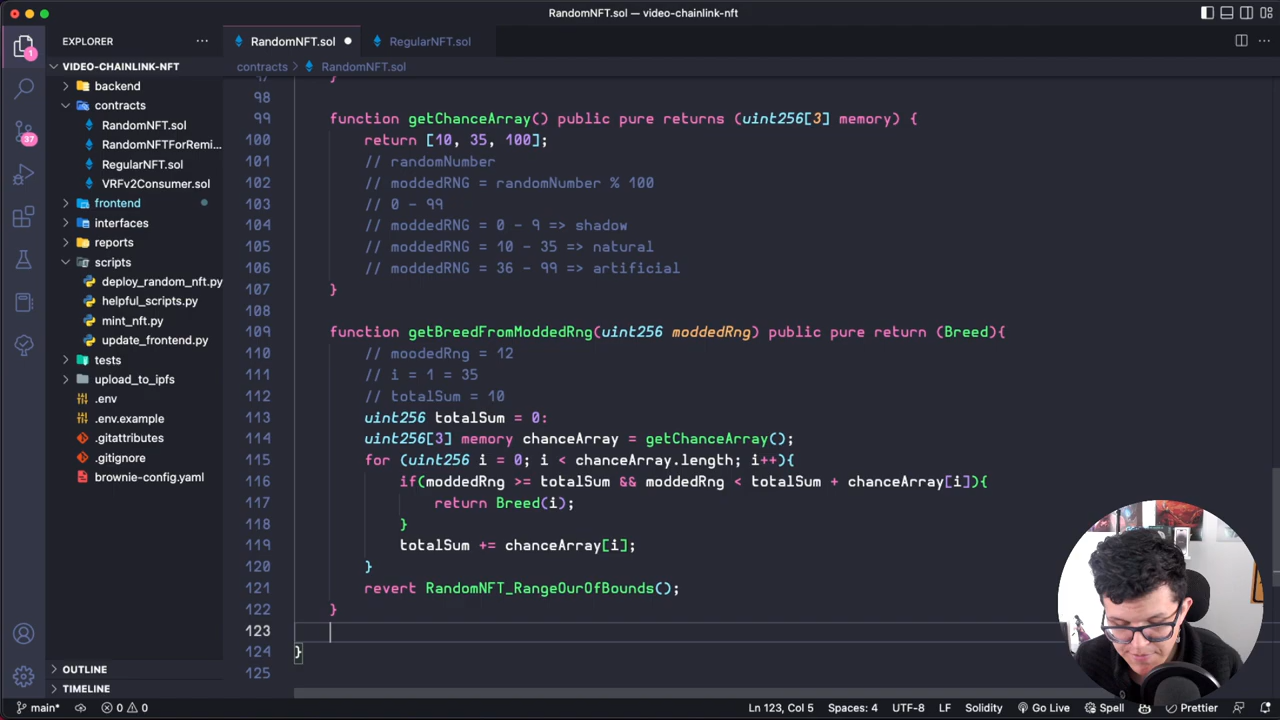 RandomNFT.sol — video-chainlink-nft
EXPLORER
RandomNFT.sol
RegularNFT.sol
VIDEO-CHAINLINK-NFT
contracts > RandomNFT.sol
backend
contracts
RandomNFT.sol
RandomNFTForRemi...
RegularNFT.sol
VRFv2Consumer.sol
frontend
interfaces
reports
scripts
deploy_random_nft.py
helpful_scripts.py
mint_nft.py
update_frontend.py
tests
upload_to_ipfs
.env
.env.example
.gitattributes
.gitignore
brownie-config.yaml
OUTLINE
TIMELINE
1
37
97 }
98
99 function getChanceArray() public pure returns (uint256[3] memory) {
100 return [10, 35, 100];
101 // randomNumber
102 // moddedRNG = randomNumber % 100
103 // 0 - 99
104 // moddedRNG = 0 - 9 => shadow
105 // moddedRNG = 10 - 35 => natural
106 // moddedRNG = 36 - 99 => artificial
107 }
108
109 function getBreedFromModdedRng(uint256 moddedRng) public pure return (Breed){
110 // moodedRng = 12
111 // i = 1 = 35
112 // totalSum = 10
113 uint256 totalSum = 0:
114 uint256[3] memory chanceArray = getChanceArray();
115 for (uint256 i = 0; i < chanceArray.length; i++){
116 if(moddedRng >= totalSum && moddedRng < totalSum + chanceArray[i]){
117 return Breed(i);
118 }
119 totalSum += chanceArray[i];
120 }
121 revert RandomNFT_RangeOurOfBounds();
122 }
123
124 }
125
main* 0 0 Ln 123, Col 5 Spaces: 4 UTF-8 LF Solidity Go Live Spell Prettier